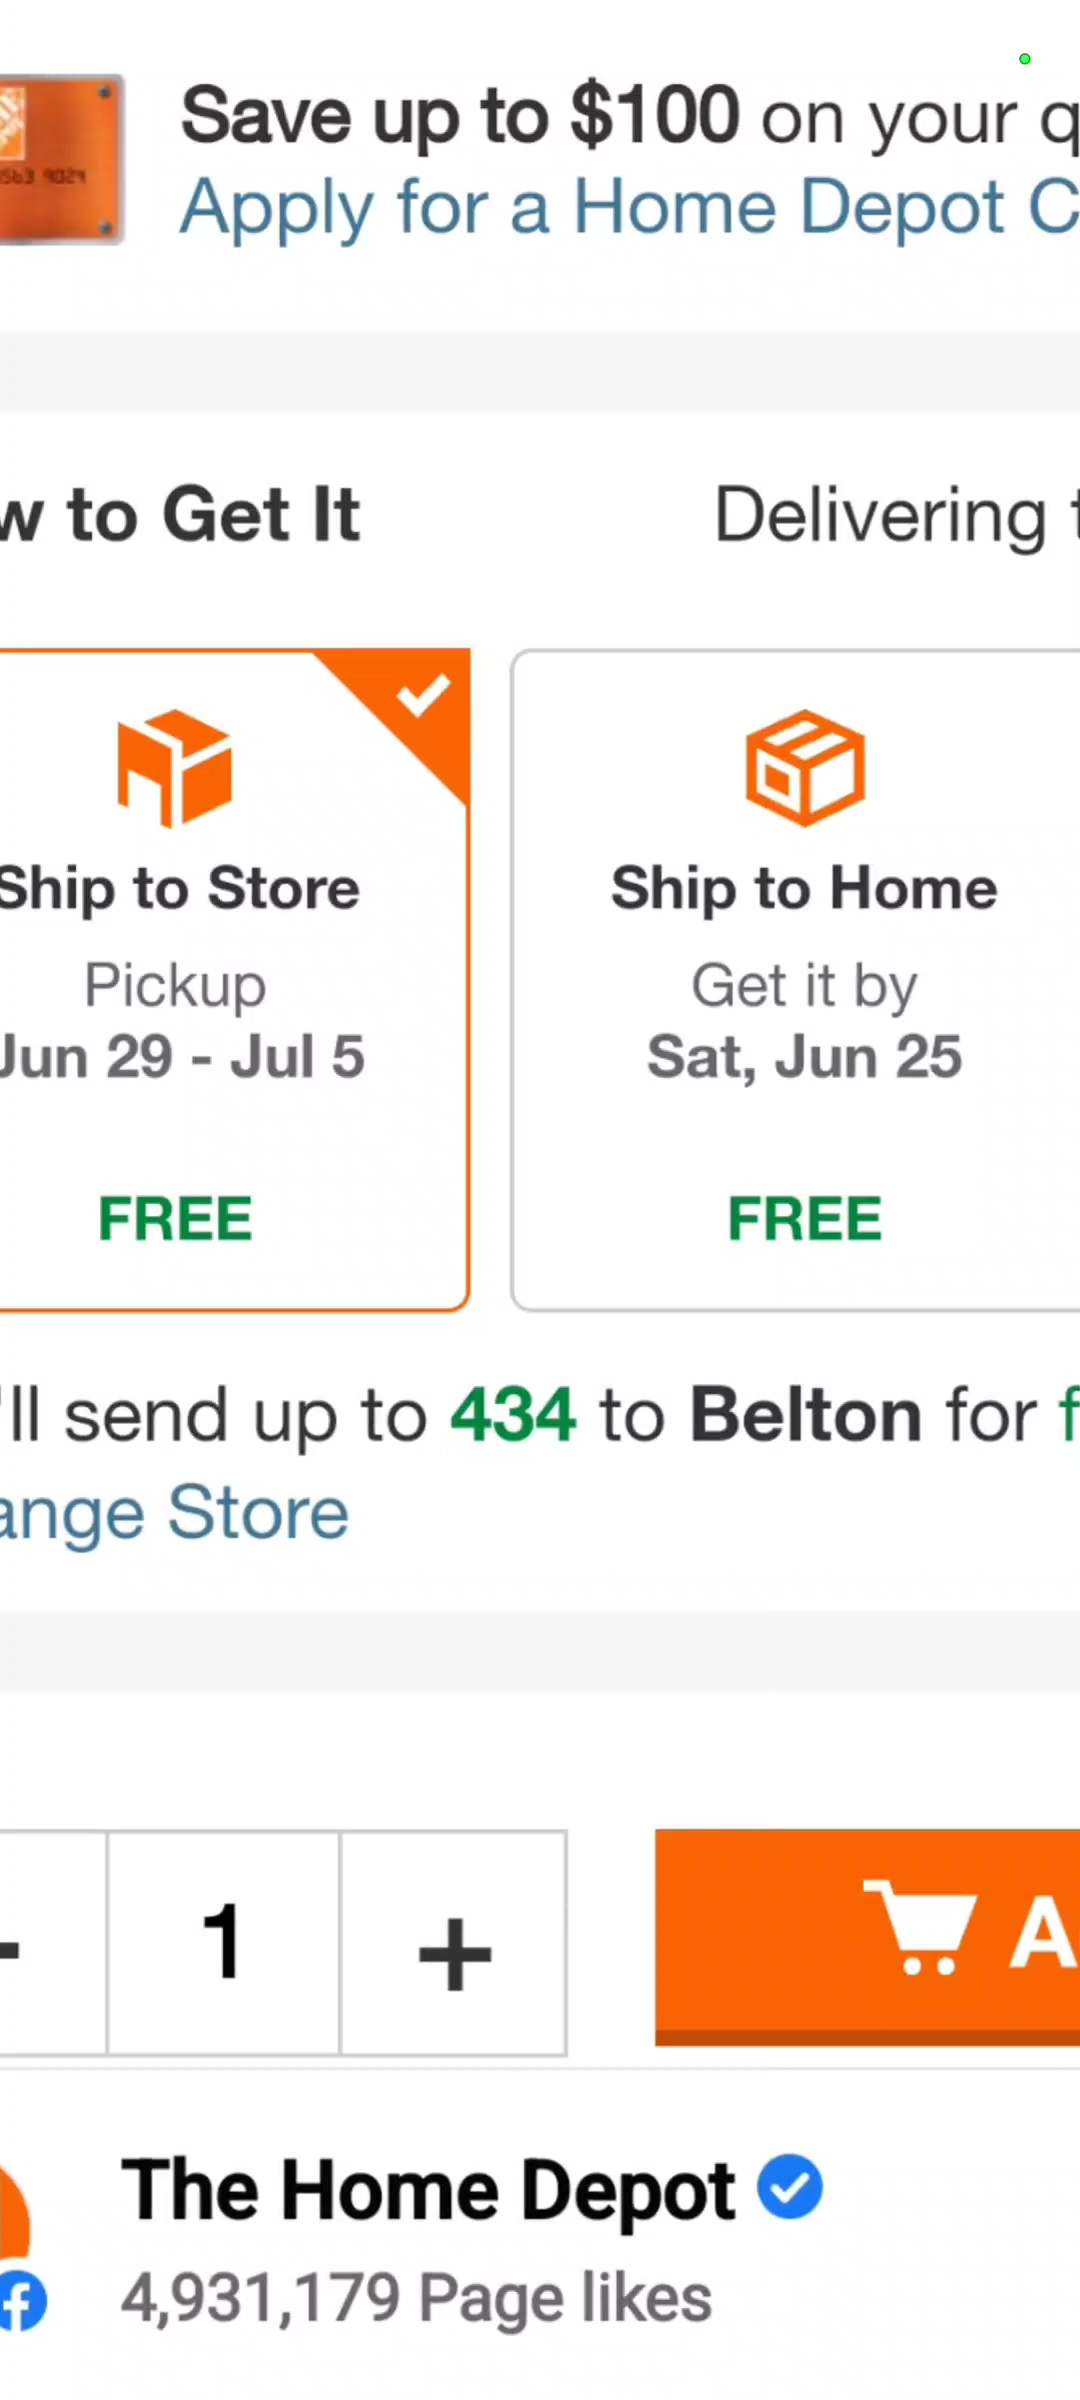 Save up to $100 on your q
Apply for a Home Depot C
w to Get It
Delivering t
Ship to Store
Pickup
Jun 29 - Jul 5
FREE
Ship to Home
Get it by
Sat, Jun 25
FREE
'll send up to 434 to Belton for f
ange Store
- 1 +
A
The Home Depot
4,931,179 Page likes